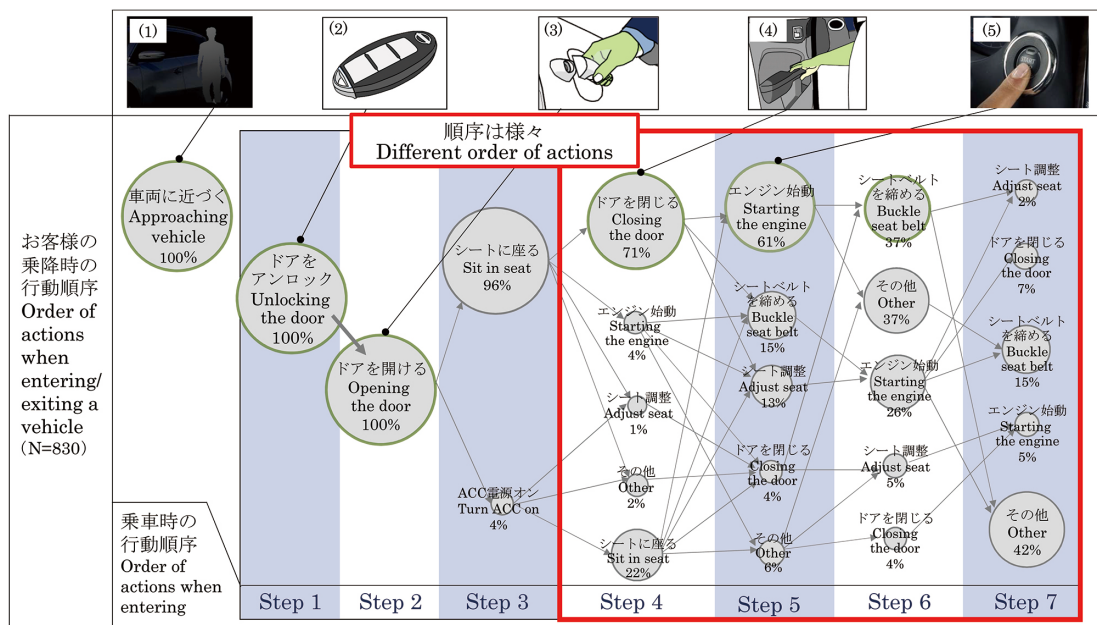 (1)
(2)
(3)
(4)
(5)
START
順序は様々
Different order of actions
お客様の
乗降時の
行動順序
Order of
actions
when
entering/
exiting a
vehicle
(N=830)
車両に近づく
Approaching
vehicle
100%
ドアを
アンロック
Unlocking
the door
100%
ドアを開ける
Opening
the door
100%
シートに座る
Sit in seat
96%
ACC電源オン
Turn ACC on
4%
ドアを閉じる
Closing
the door
71%
エンジン始動
Starting
the engine
4%
シート調整
Adjust seat
1%
その他
Other
2%
シートに座る
Sit in seat
22%
エンジン始動
Starting
the engine
61%
シートベルト
を締める
Buckle
seat belt
15%
シート調整
Adjust seat
13%
ドアを閉じる
Closing
the door
4%
その他
Other
6%
シートベルト
を締める
Buckle
seat belt
37%
その他
Other
37%
エンジン始動
Starting
the engine
26%
シート調整
Adjust seat
5%
ドアを閉じる
Closing
the door
4%
シート調整
Adjust seat
2%
ドアを閉じる
Closing
the door
7%
シートベルト
を締める
Buckle
seat belt
15%
エンジン始動
Starting
the engine
5%
その他
Other
42%
乗車時の
行動順序
Order of
actions when
entering
Step 1
Step 2
Step 3
Step 4
Step 5
Step 6
Step 7